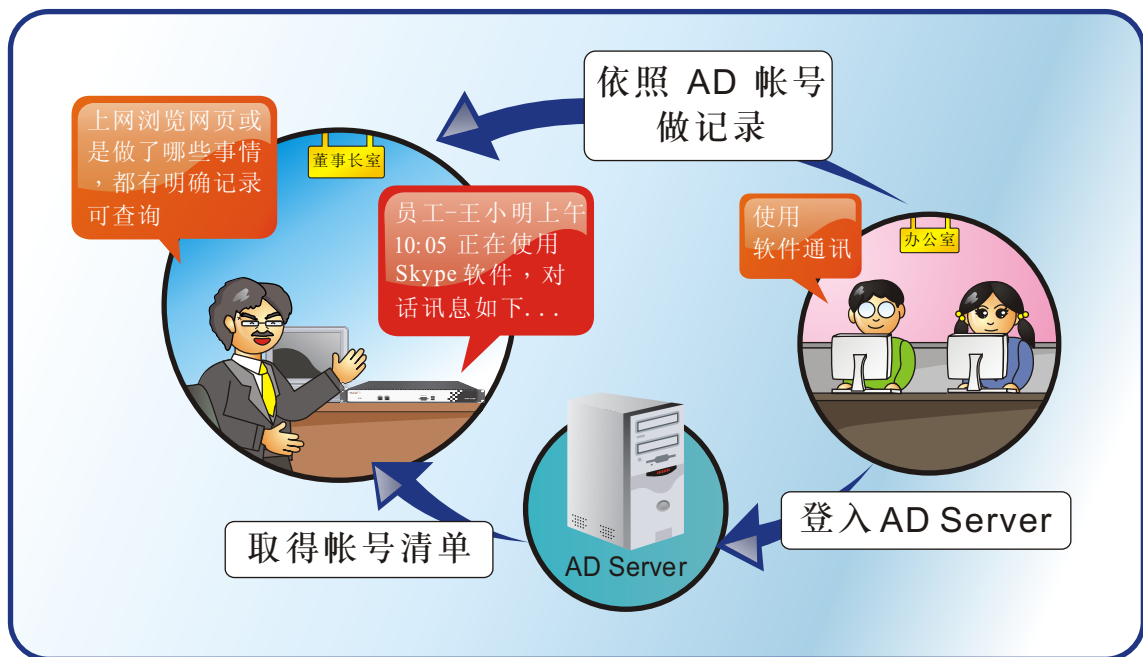 依照 AD 帐号
做记录
上网浏览网页或
是做了哪些事情
，都有明确记录
可查询
董事长室
员工-王小明上午
10:05 正在使用
Skype 软件，对
话讯息如下...
使用
软件通讯
办公室
登入AD Server
取得帐号清单
AD Server